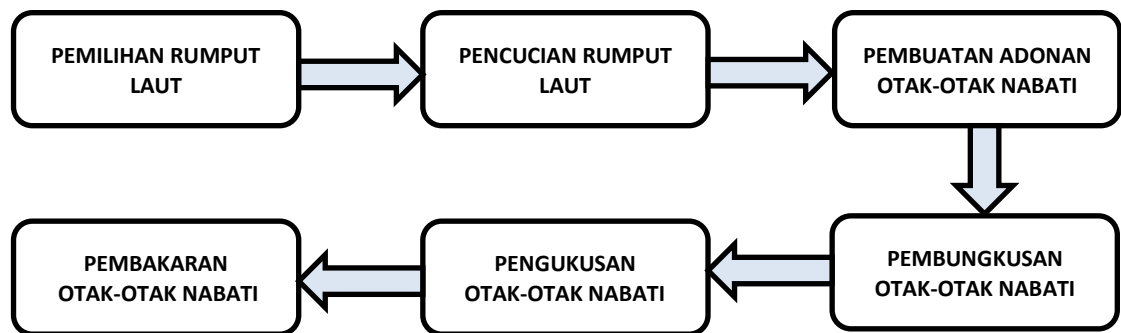 PEMILIHAN RUMPUT
LAUT
PENCUCIAN RUMPUT
LAUT
PEMBUATAN ADONAN
OTAK-OTAK NABATI
PEMBUNGKUSAN
OTAK-OTAK NABATI
PENGUKUSAN
OTAK-OTAK NABATI
PEMBAKARAN
OTAK-OTAK NABATI